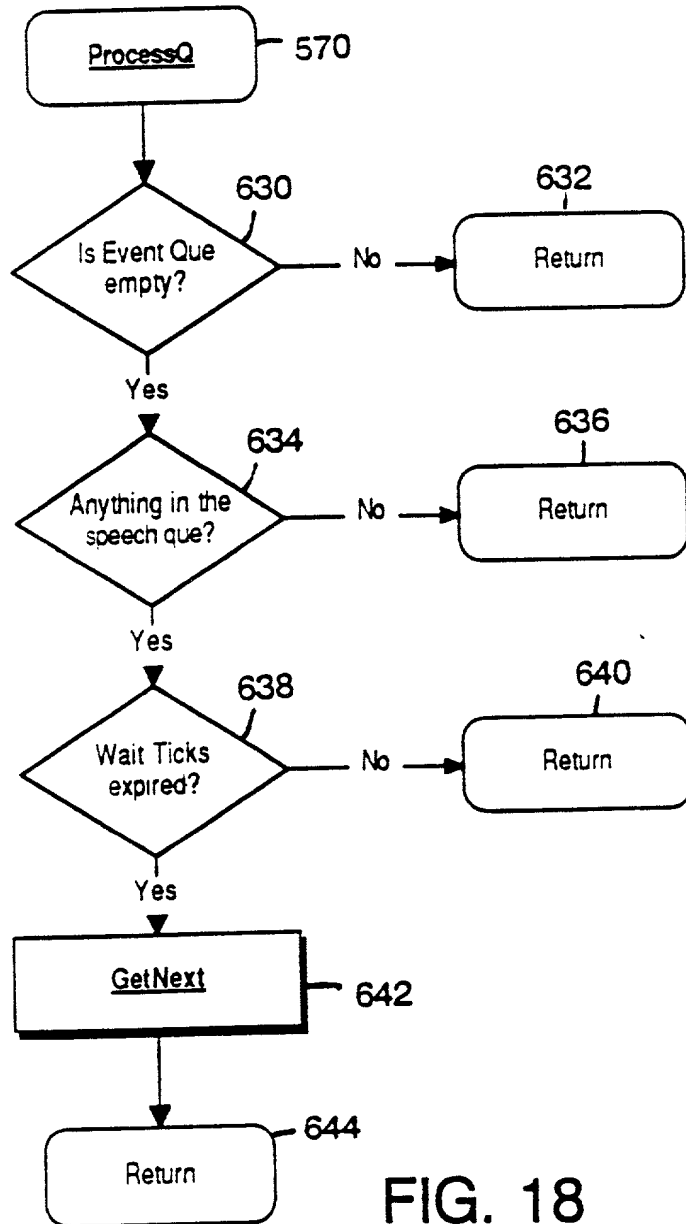 ProcessQ
570
630
Is Event Que
empty?
No
632
Return
Yes
634
Anything in the
speech que?
No
636
Return
Yes
638
Wait Ticks
expired?
No
640
Return
Yes
GetNext
642
644
Return
FIG. 18